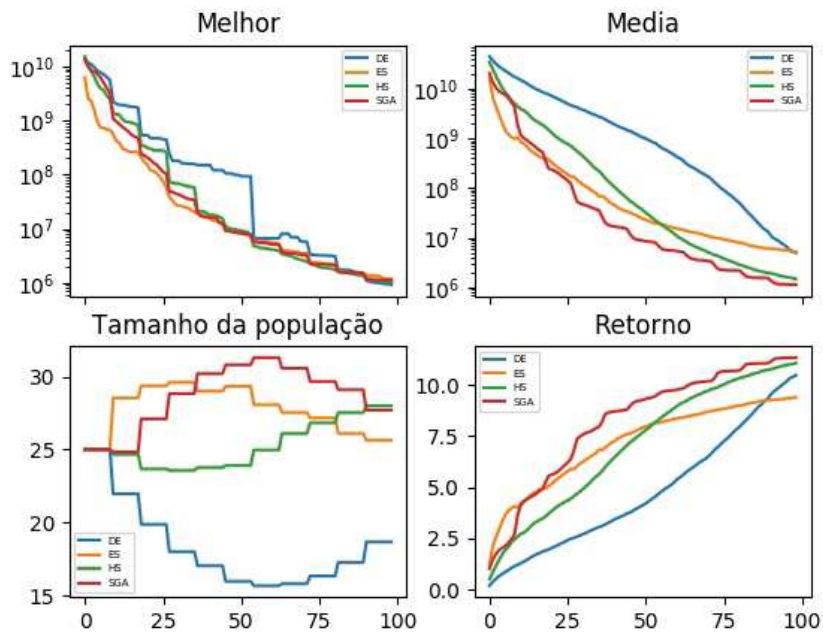 Melhor
10^10
10^9
10^8
10^7
10^6
DE
ES
HS
SGA
Media
10^10
10^9
10^8
10^7
10^6
DE
ES
HS
SGA
Tamanho da população
30
25
20
15
0
25
50
75
100
DE
ES
HS
SGA
Retorno
10.0
7.5
5.0
2.5
0.0
0
25
50
75
100
DE
ES
HS
SGA